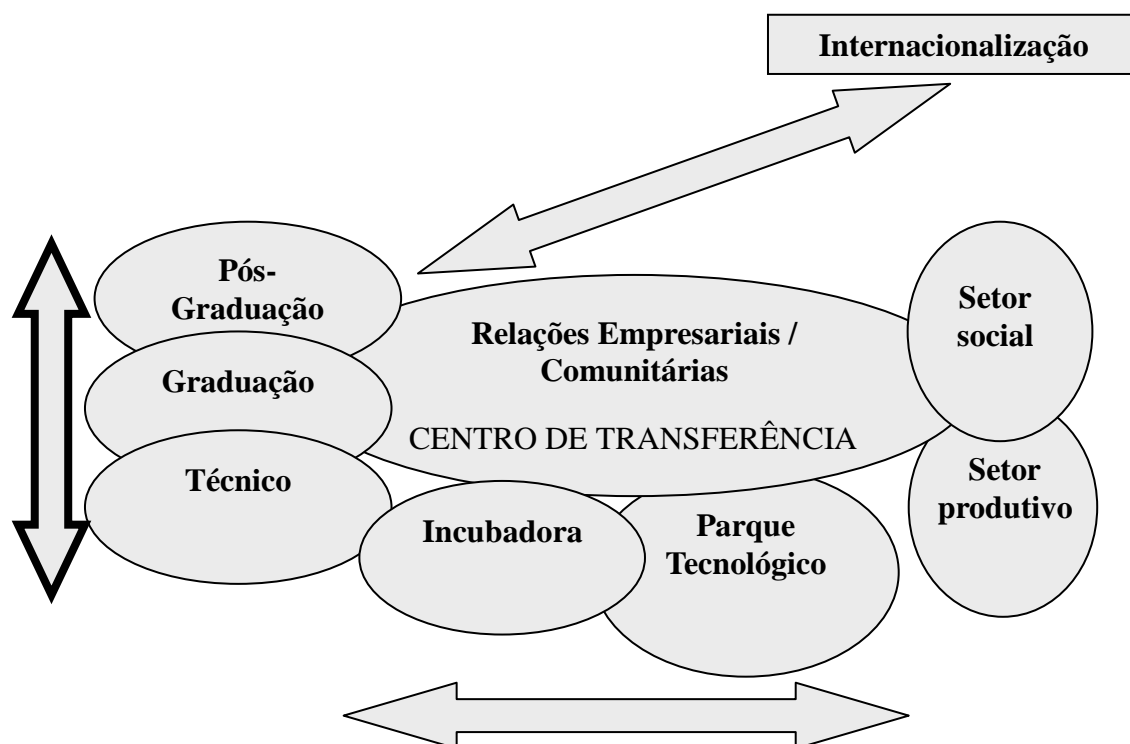 Internacionalização
Pós-
Graduação
Graduação
Técnico
Relações Empresariais /
Comunitárias
CENTRO DE TRANSFERÊNCIA
Incubadora
Parque
Tecnológico
Setor
social
Setor
produtivo